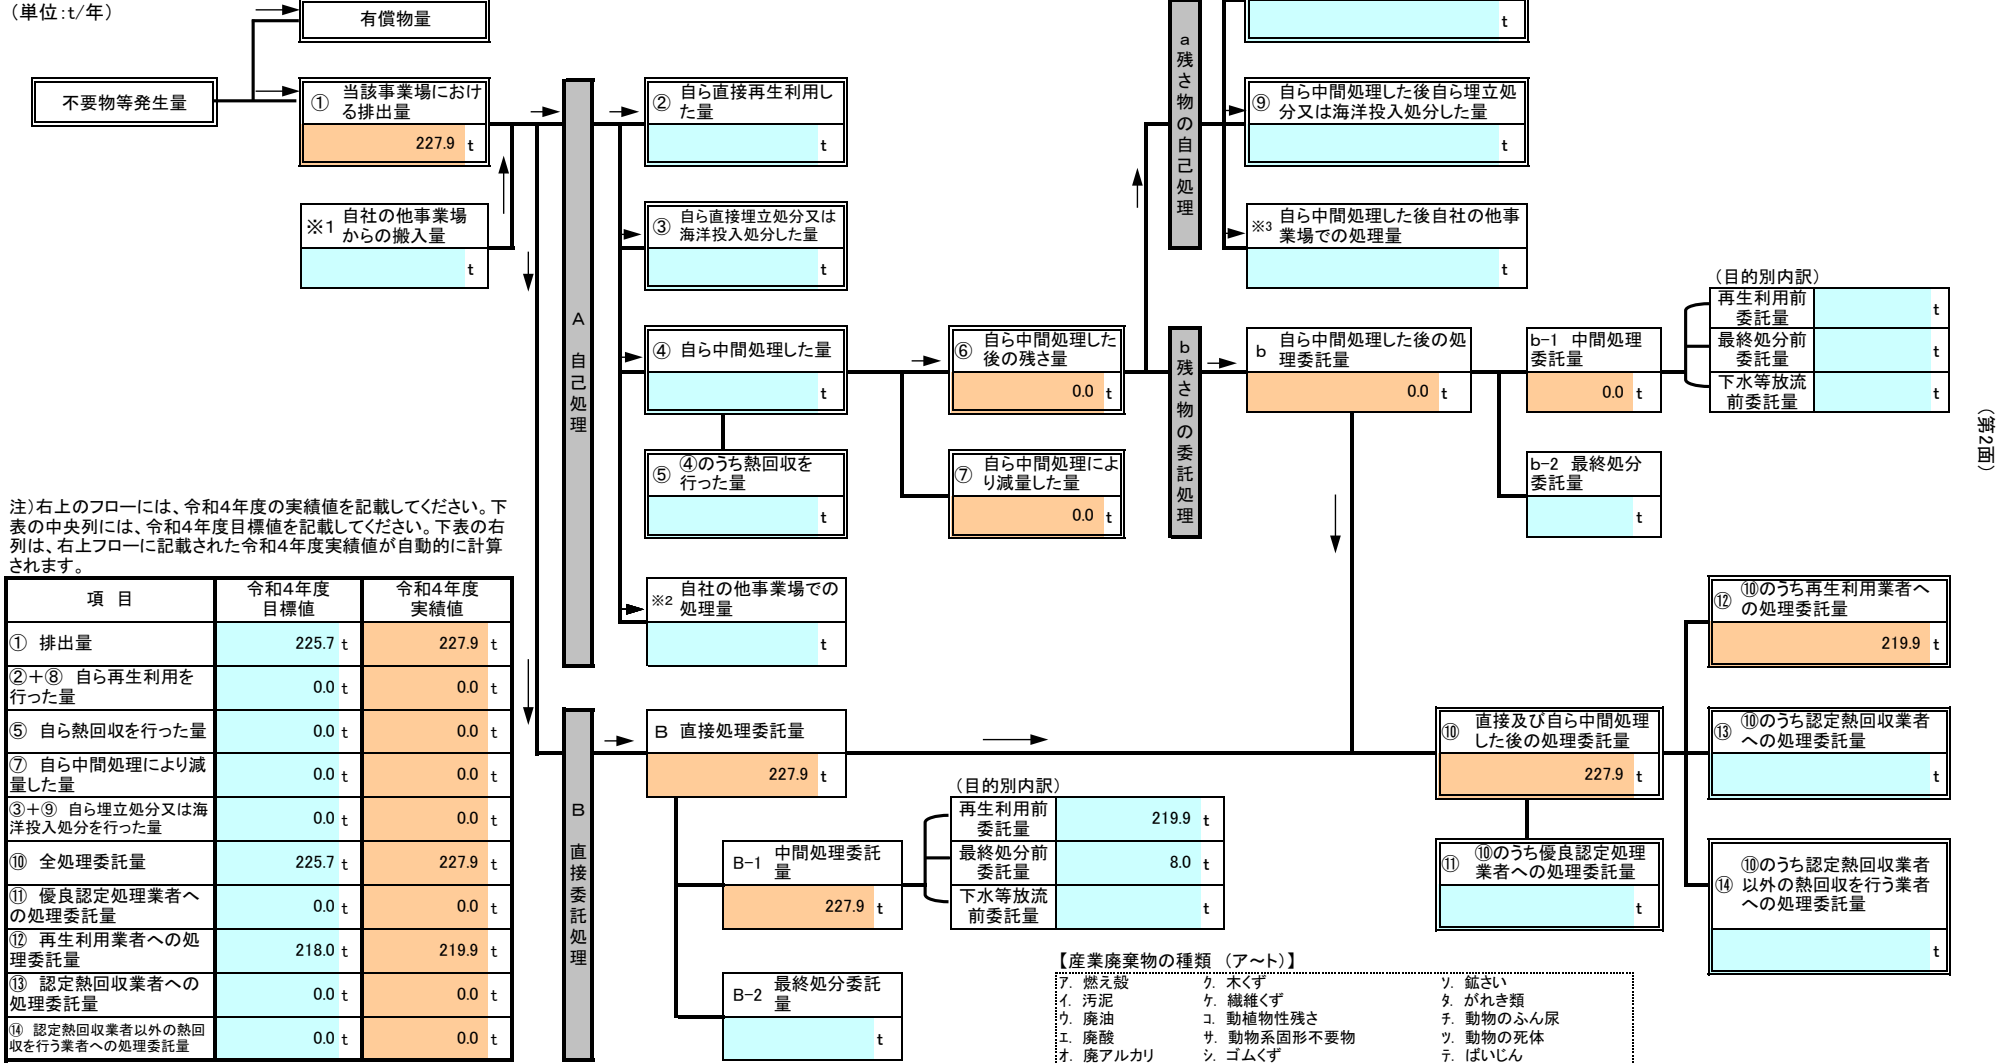 (単位:t/年)
有償物量
不要物等発生量
① 当該事業場におけ
る排出量
227.9 t
※1 自社の他事業場
からの搬入量
t
A 自己処理
② 自ら直接再生利用し
た量
t
③ 自ら直接埋立処分又は
海洋投入処分した量
t
④ 自ら中間処理した量
t
⑤ ④のうち熱回収を
行った量
t
※2 自社の他事業場での
処理量
t
⑥ 自ら中間処理した
後の残さ量
0.0 t
⑦ 自ら中間処理によ
り減量した量
0.0 t
a残さ物の自己処理
t
⑨ 自ら中間処理した後自ら埋立処
分又は海洋投入処分した量
t
※3 自ら中間処理した後自社の他事
業場での処理量
t
b残さ物の委託処理
b 自ら中間処理した後の処
理委託量
0.0 t
b-1 中間処理
委託量
0.0 t
(目的別内訳)
再生利用前
委託量 t
最終処分前
委託量 t
下水等放流
前委託量 t
b-2 最終処分
委託量
t
(第2面)
注)右上のフローには、令和4年度の実績値を記載してください。下
表の中央列には、令和4年度目標値を記載してください。下表の右
列は、右上フローに記載された令和4年度実績値が自動的に計算
されます。
項 目 令和4年度
目標値 令和4年度
実績値
① 排出量 225.7 t 227.9 t
②+⑧ 自ら再生利用を
行った量 0.0 t 0.0 t
⑤ 自ら熱回収を行った量 0.0 t 0.0 t
⑦ 自ら中間処理により減
量した量 0.0 t 0.0 t
③+⑨ 自ら埋立処分又は海
洋投入処分を行った量 0.0 t 0.0 t
⑩ 全処理委託量 225.7 t 227.9 t
⑪ 優良認定処理業者へ
の処理委託量 0.0 t 0.0 t
⑫ 再生利用業者への処
理委託量 218.0 t 219.9 t
⑬ 認定熱回収業者への
処理委託量 0.0 t 0.0 t
⑭ 認定熱回収業者以外の熱回
収を行う業者への処理委託量 0.0 t 0.0 t
B 直接委託処理
B 直接処理委託量
227.9 t
B-1 中間処理委託
量
227.9 t
(目的別内訳)
再生利用前
委託量 219.9 t
最終処分前
委託量 8.0 t
下水等放流
前委託量 t
B-2 最終処分委託
量
t
⑩ 直接及び自ら中間処理
した後の処理委託量
227.9 t
⑪ ⑩のうち優良認定処理
業者への処理委託量
t
⑫ ⑩のうち再生利用業者へ
の処理委託量
219.9 t
⑬ ⑩のうち認定熱回収業者
への処理委託量
t
⑭ ⑩のうち認定熱回収業者
以外の熱回収を行う業者
への処理委託量
t
【産業廃棄物の種類 (ア～ト)】
ア. 燃え殻 ク. 木くず ソ. 鉱さい
イ. 汚泥 ケ. 繊維くず タ. がれき類
ウ. 廃油 コ. 動植物性残さ チ. 動物のふん尿
エ. 廃酸 サ. 動物系固形不要物 ツ. 動物の死体
オ. 廃アルカリ シ. ゴムくず テ. ばいじん